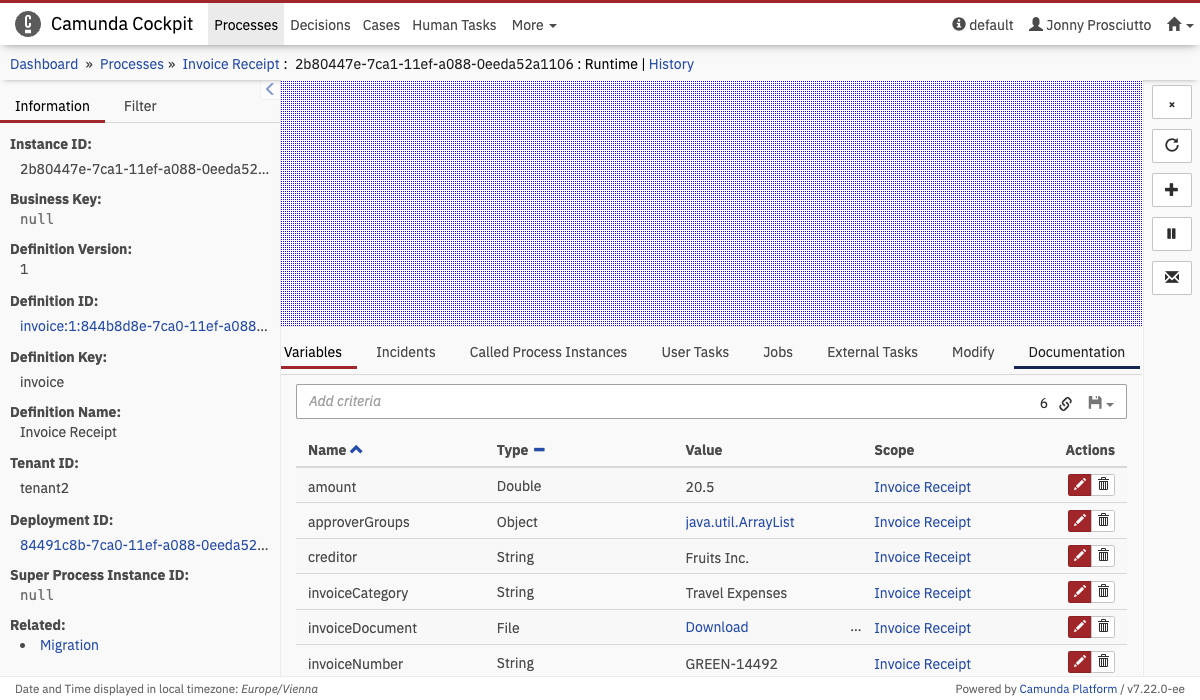 Camunda Cockpit Processes Decisions Cases Human Tasks More default Jonny Prosciutto
Dashboard » Processes » Invoice Receipt : 2b80447e-7ca1-11ef-a088-0eeda52a1106 : Runtime | History
Information Filter
Instance ID:
2b80447e-7ca1-11ef-a088-0eeda52...
Business Key:
null
Definition Version:
1
Definition ID:
invoice:1:844b8d8e-7ca0-11ef-a088...
Definition Key:
invoice
Definition Name:
Invoice Receipt
Tenant ID:
tenant2
Deployment ID:
84491c8b-7ca0-11ef-a088-0eeda52...
Super Process Instance ID:
null
Related:
• Migration
Variables Incidents Called Process Instances User Tasks Jobs External Tasks Modify Documentation
Add criteria 6
Name Type Value Scope Actions
amount Double 20.5 Invoice Receipt
approverGroups Object java.util.ArrayList Invoice Receipt
creditor String Fruits Inc. Invoice Receipt
invoiceCategory String Travel Expenses Invoice Receipt
invoiceDocument File Download ... Invoice Receipt
invoiceNumber String GREEN-14492 Invoice Receipt
Date and Time displayed in local timezone: Europe/Vienna Powered by Camunda Platform / v7.22.0-ee